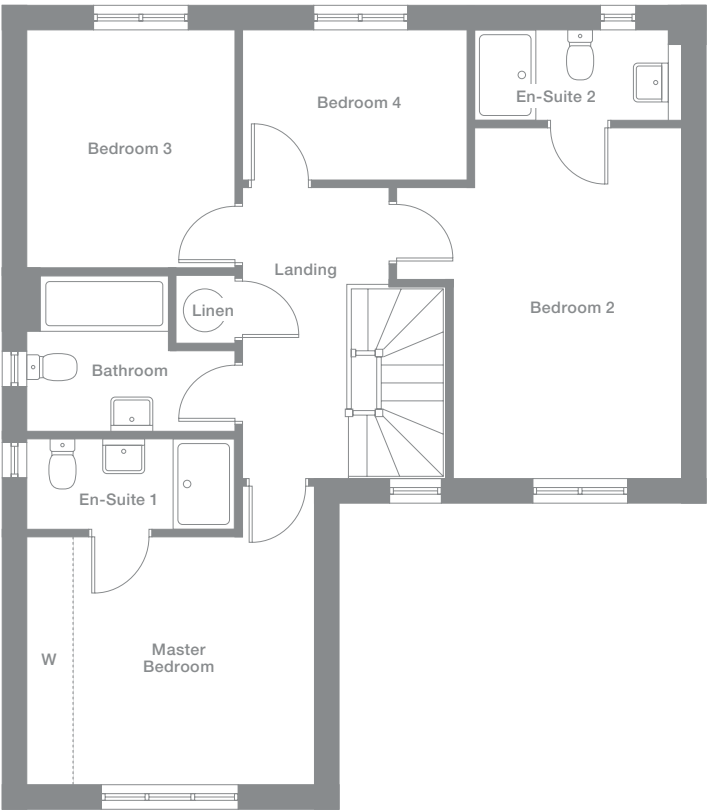 Bedroom 3
Bedroom 4
En-Suite 2
Landing
Linen
Bedroom 2
Bathroom
En-Suite 1
W
Master
Bedroom